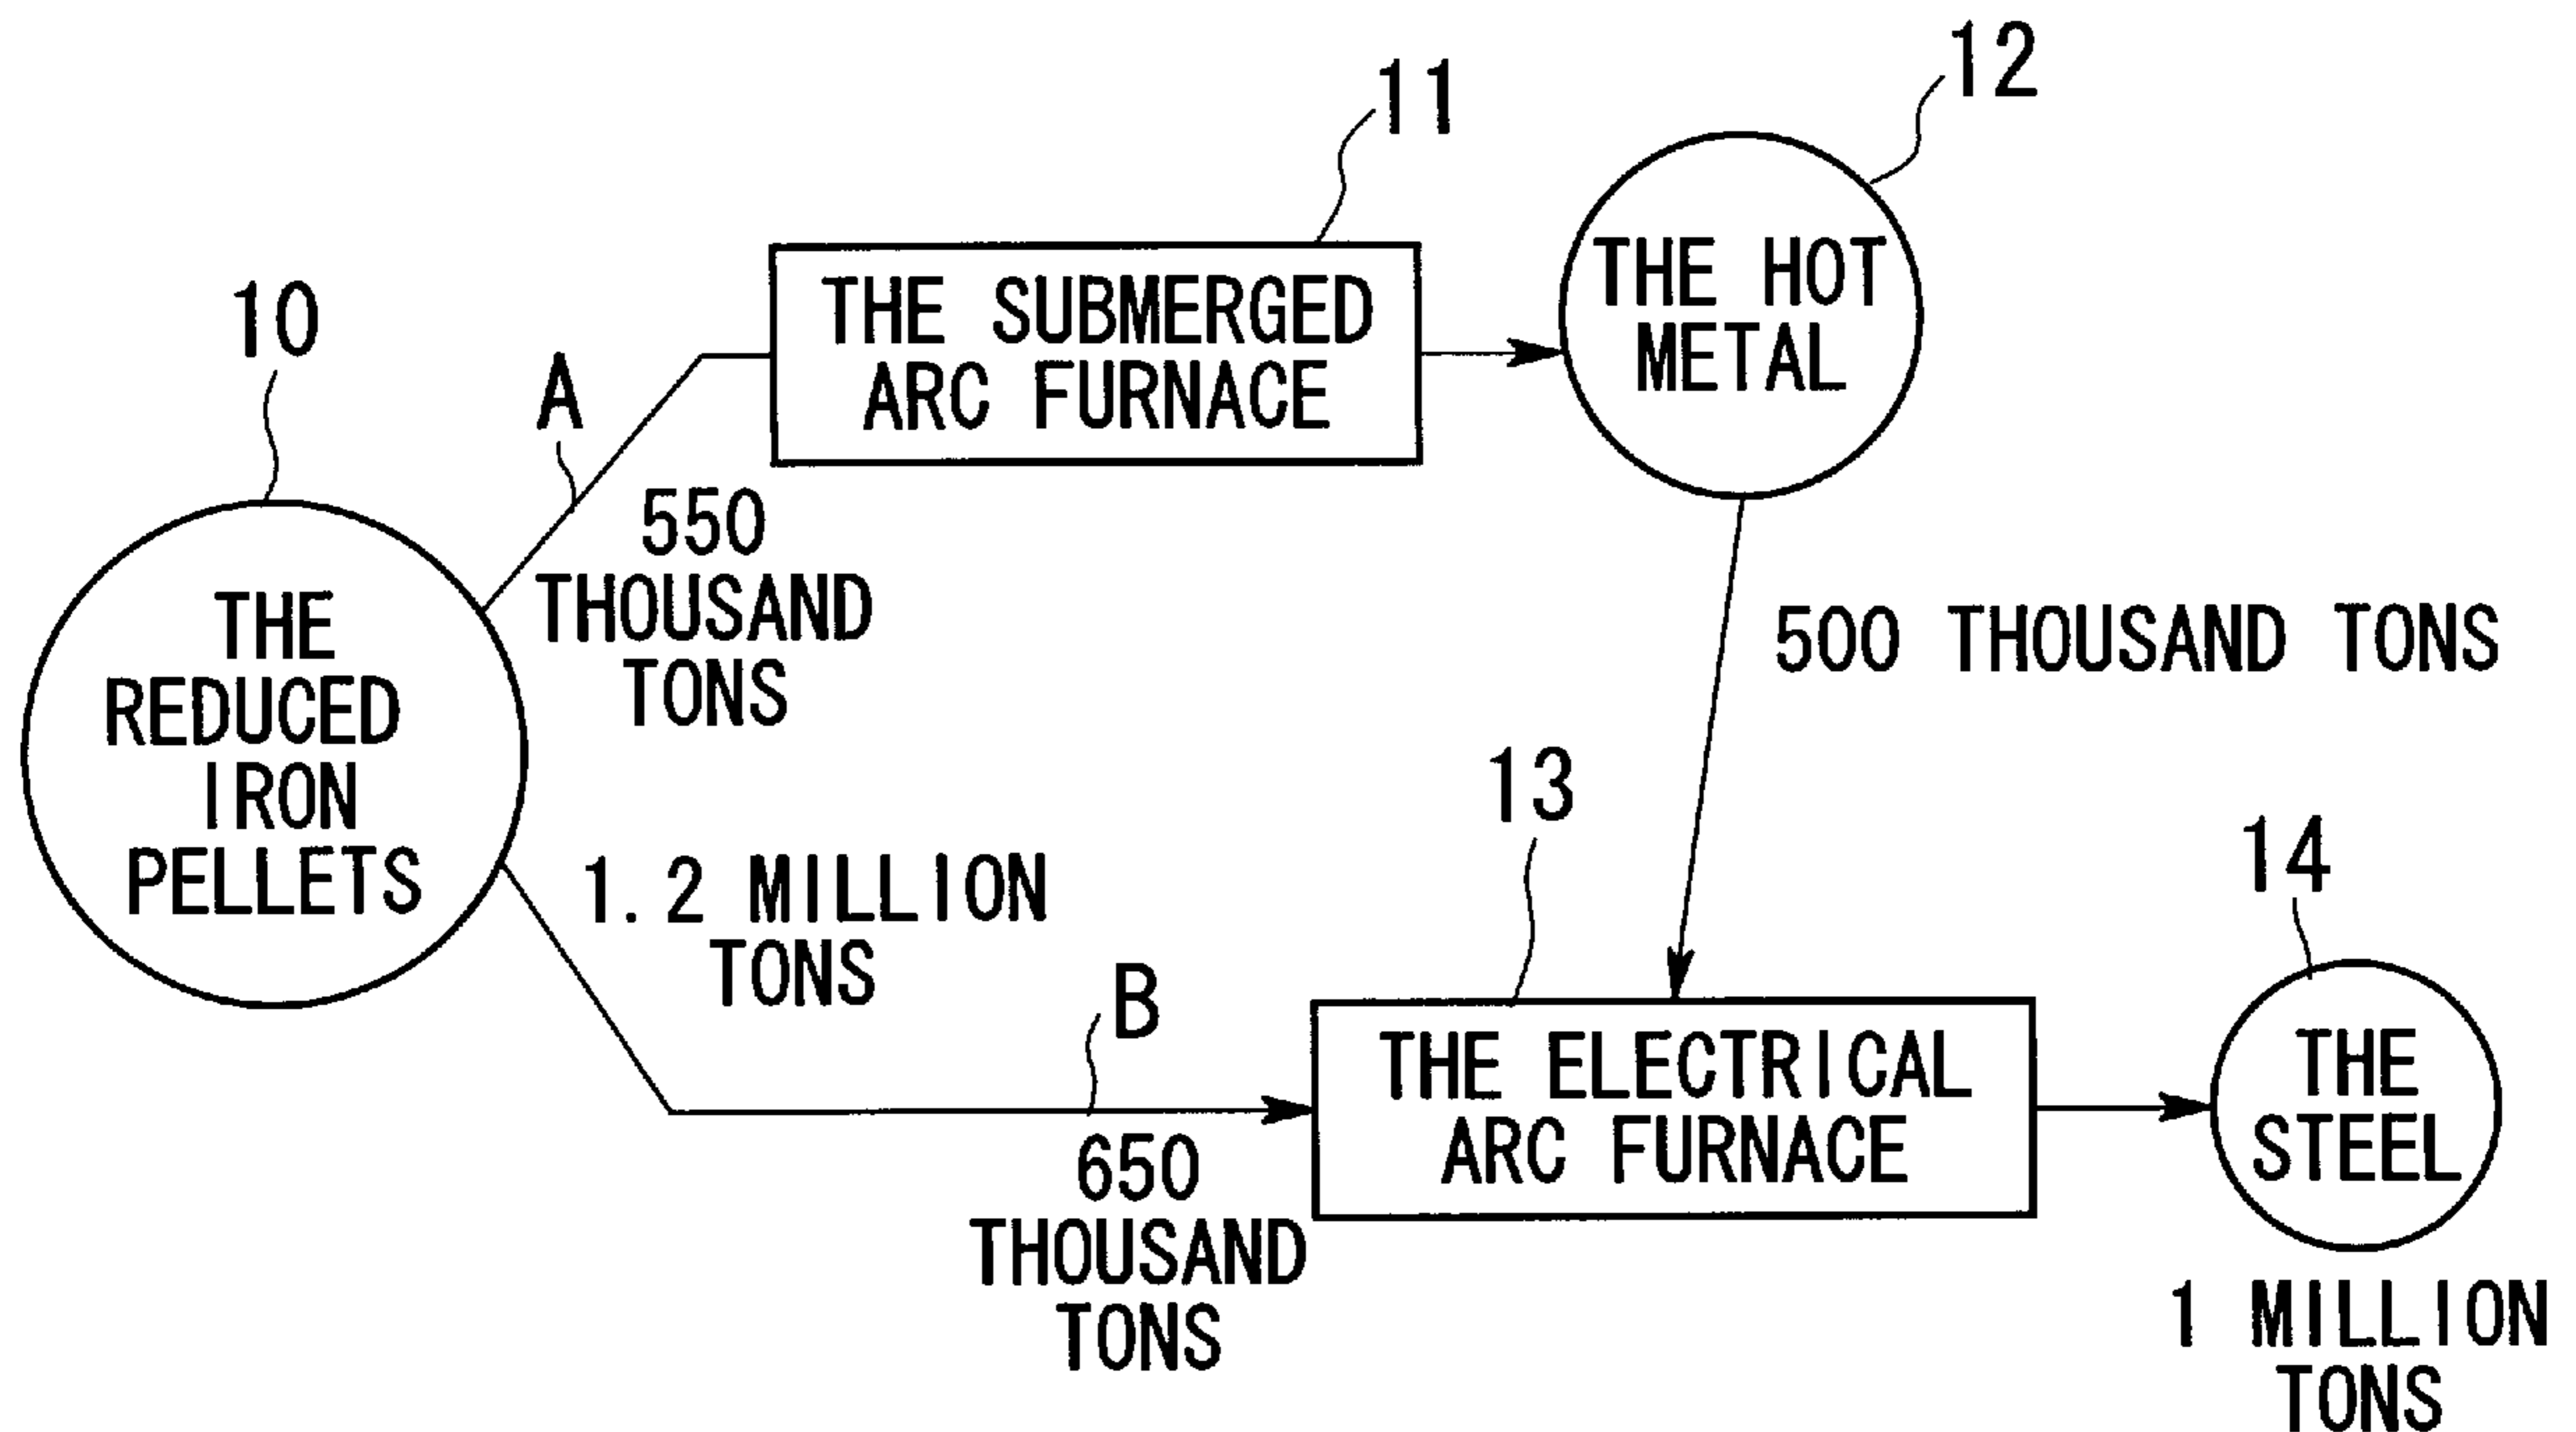 12
11
THE HOT
METAL
10
THE SUBMERGED
ARC FURNACE
A
550
THOUSAND
TONS
THE
REDUCED
IRON
PELLETS
500 THOUSAND TONS
13
1.2 MILLION
TONS
14
B
THE ELECTRICAL
ARC FURNACE
THE
STEEL
650
THOUSAND
TONS
1 MILLION
TONS